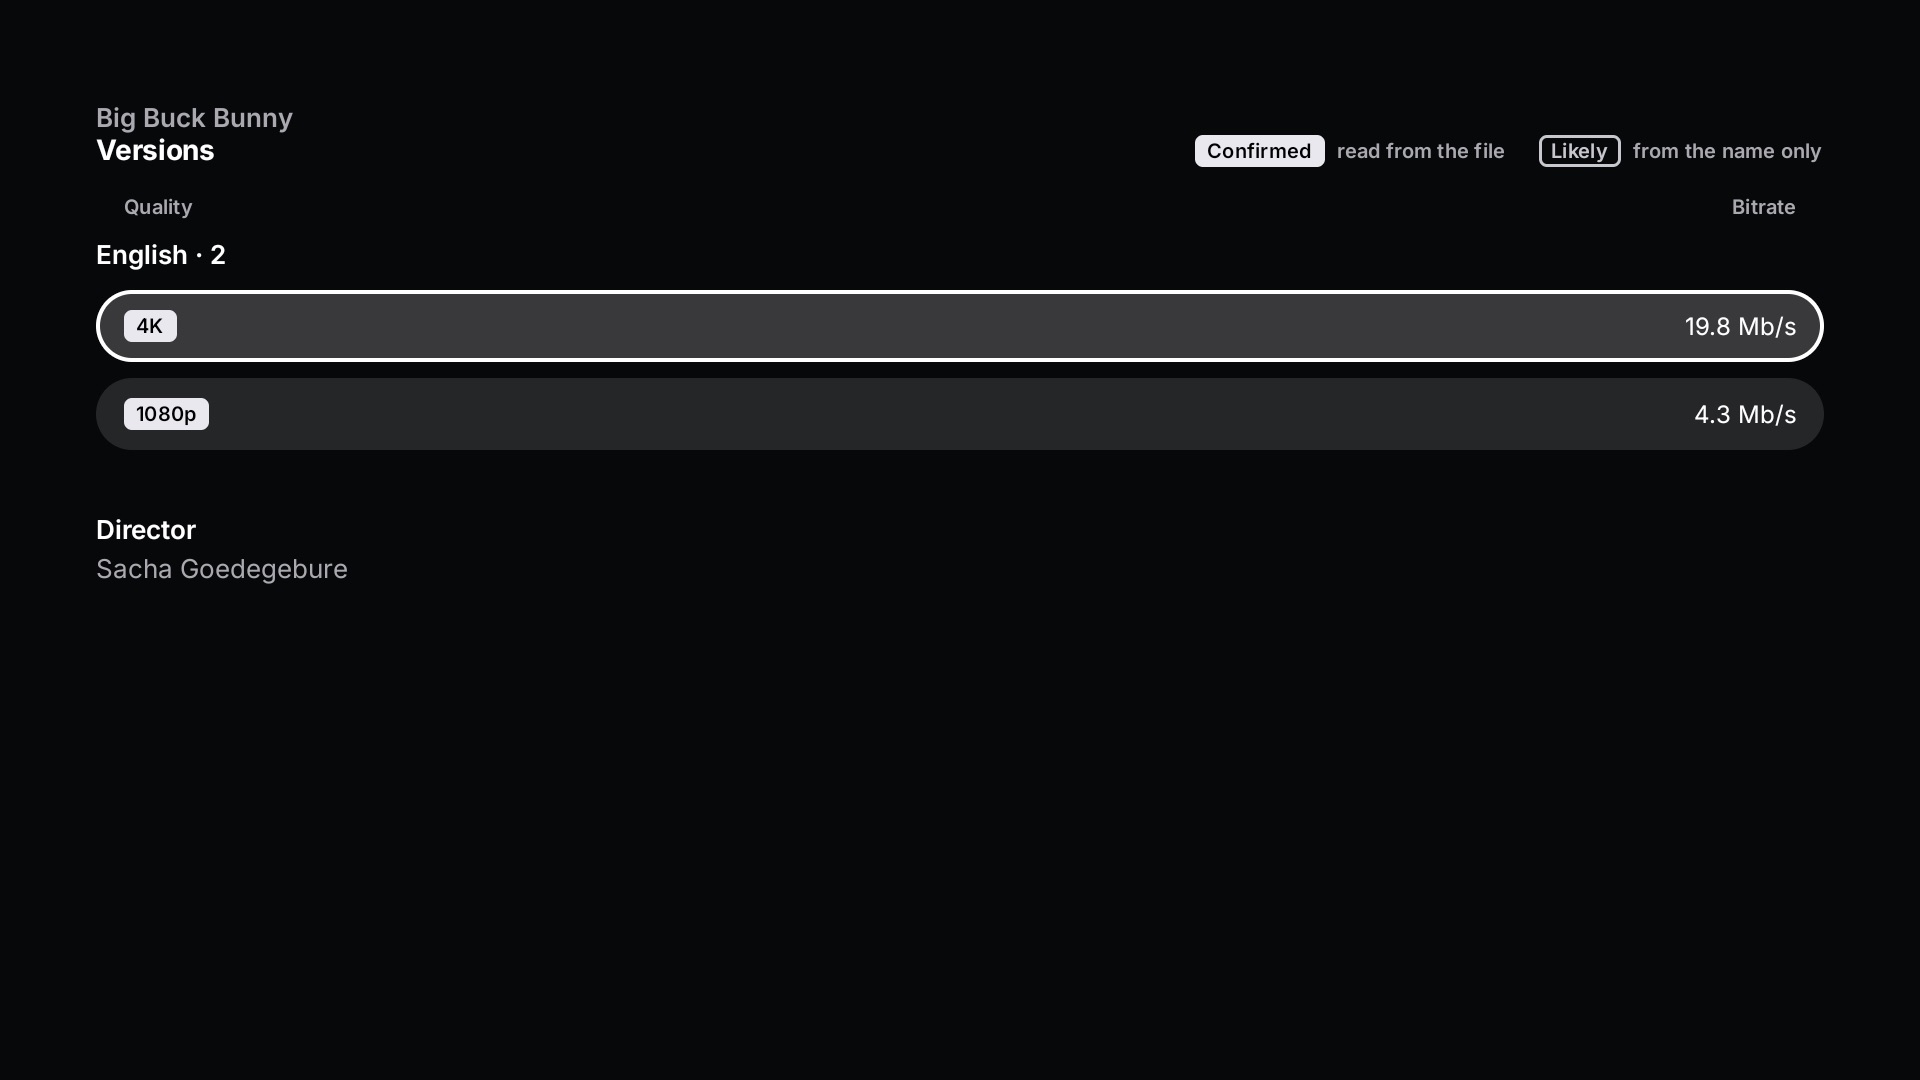 Big Buck Bunny
Versions
Confirmed read from the file Likely from the name only
Quality Bitrate
English · 2
4K 19.8 Mb/s
1080p 4.3 Mb/s
Director
Sacha Goedegebure